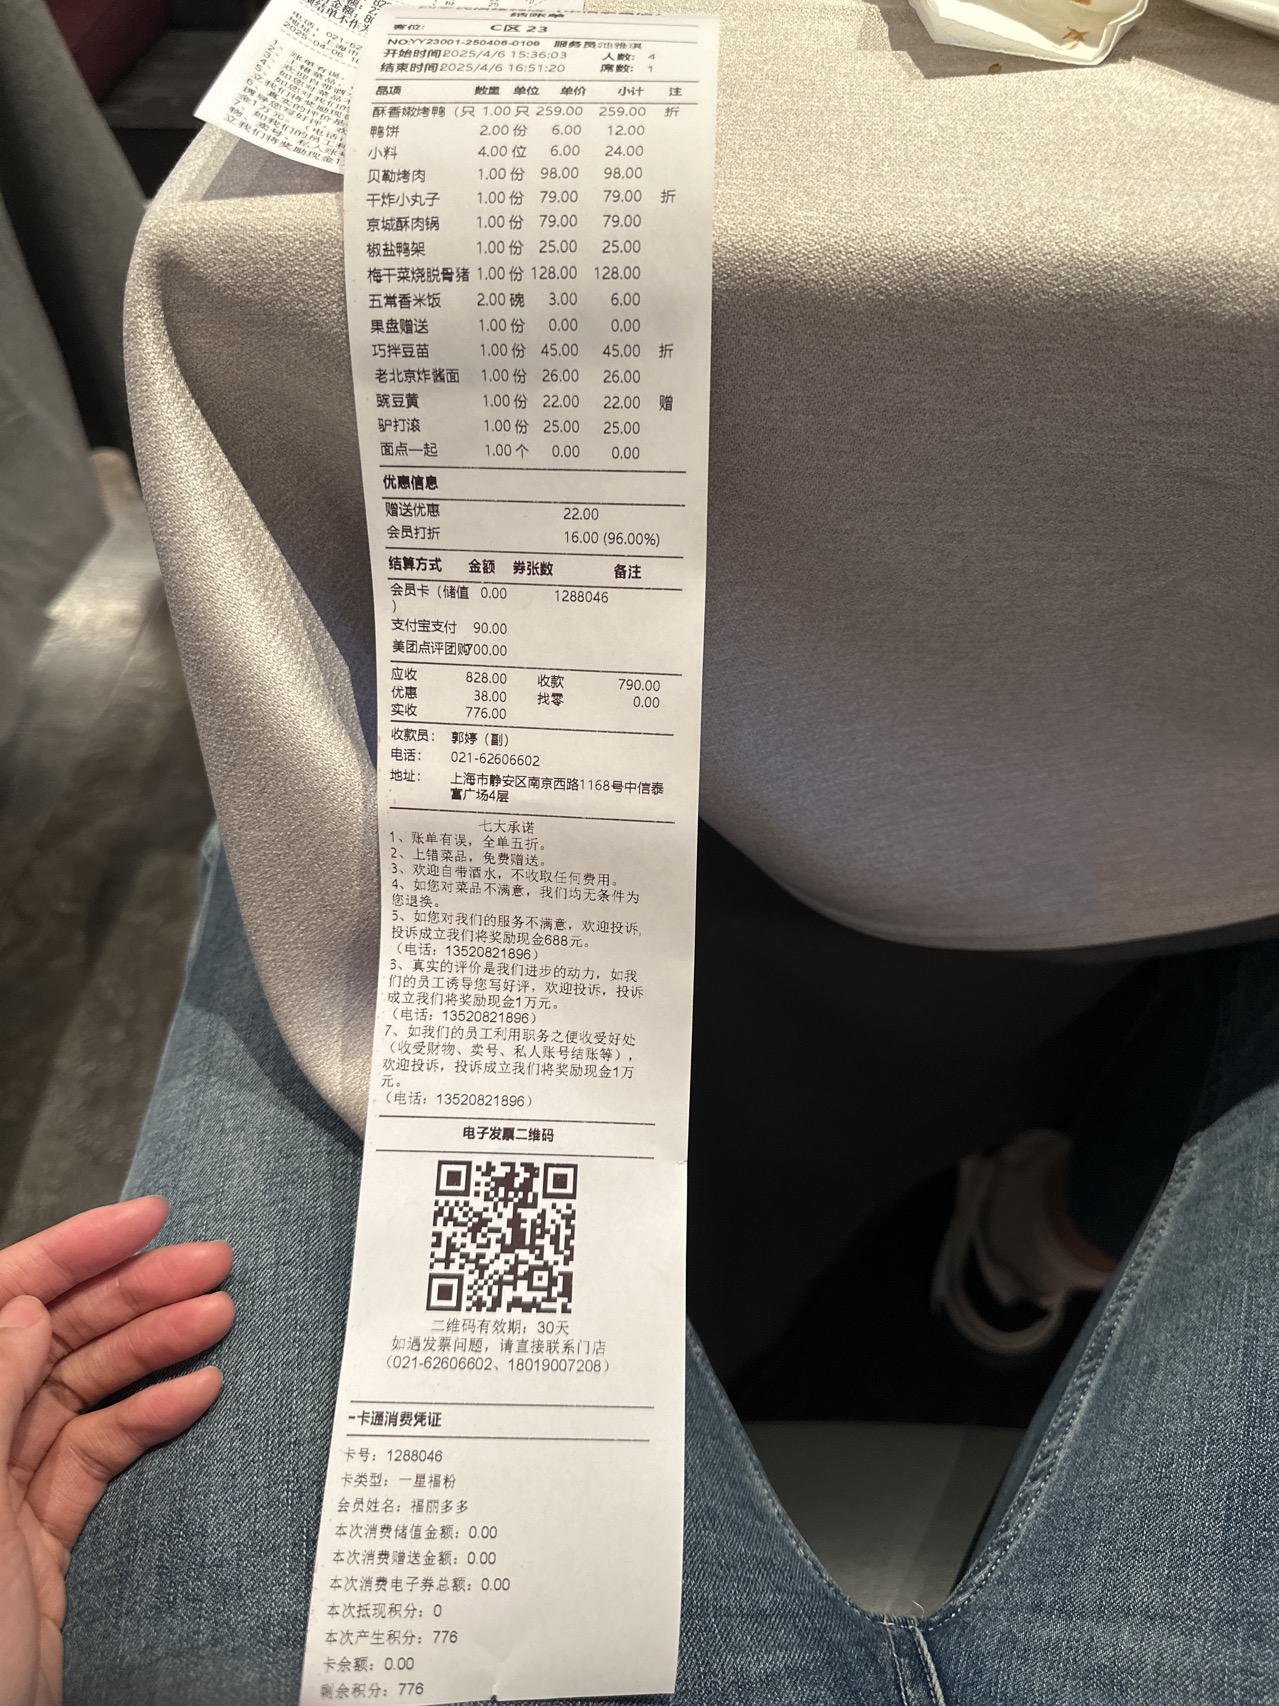 结账单
客位: C区 23
NO:YY23001-250406-0108 服务员:池雅淇
开始时间2025/4/6 15:36:03 人数: 4
结束时间2025/4/6 16:51:20 席数: 1
品项 数量 单位 单价 小计 注
酥香嫩烤鸭（只 1.00 只 259.00 259.00 折
鸭饼 2.00 份 6.00 12.00
小料 4.00 位 6.00 24.00
贝勒烤肉 1.00 份 98.00 98.00
干炸小丸子 1.00 份 79.00 79.00 折
京城酥肉锅 1.00 份 79.00 79.00
椒盐鸭架 1.00 份 25.00 25.00
梅干菜烧脱骨猪 1.00 份 128.00 128.00
五常香米饭 2.00 碗 3.00 6.00
果盘赠送 1.00 份 0.00 0.00
巧拌豆苗 1.00 份 45.00 45.00 折
老北京炸酱面 1.00 份 26.00 26.00
豌豆黄 1.00 份 22.00 22.00 赠
驴打滚 1.00 份 25.00 25.00
面点一起 1.00 个 0.00 0.00
优惠信息
赠送优惠 22.00
会员打折 16.00 (96.00%)
结算方式 金额 券张数 备注
会员卡（储值 0.00 1288046
）
支付宝支付 90.00
美团点评团购700.00
应收 828.00 收款 790.00
优惠 38.00 找零 0.00
实收 776.00
收款员: 郭婷（副）
电话: 021-62606602
地址: 上海市静安区南京西路1168号中信泰
富广场4层
七大承诺
1、账单有误，全单五折。
2、上错菜品，免费赠送。
3、欢迎自带酒水，不收取任何费用。
4、如您对菜品不满意，我们均无条件为
您退换。
5、如您对我们的服务不满意，欢迎投诉,
投诉成立我们将奖励现金688元。
（电话：13520821896）
3、真实的评价是我们进步的动力，如我
们的员工诱导您写好评，欢迎投诉，投诉
成立我们将奖励现金1万元。
（电话：13520821896）
7、如我们的员工利用职务之便收受好处
（收受财物、卖号、私人账号结账等），
欢迎投诉，投诉成立我们将奖励现金1万
元。
（电话：13520821896）
电子发票二维码
二维码有效期：30天
如遇发票问题，请直接联系门店
（021-62606602、18019007208）
一卡通消费凭证
卡号：1288046
卡类型：一星福粉
会员姓名：福丽多多
本次消费储值金额：0.00
本次消费赠送金额：0.00
本次消费电子券总额：0.00
本次抵现积分：0
本次产生积分：776
卡余额：0.00
剩余积分：776